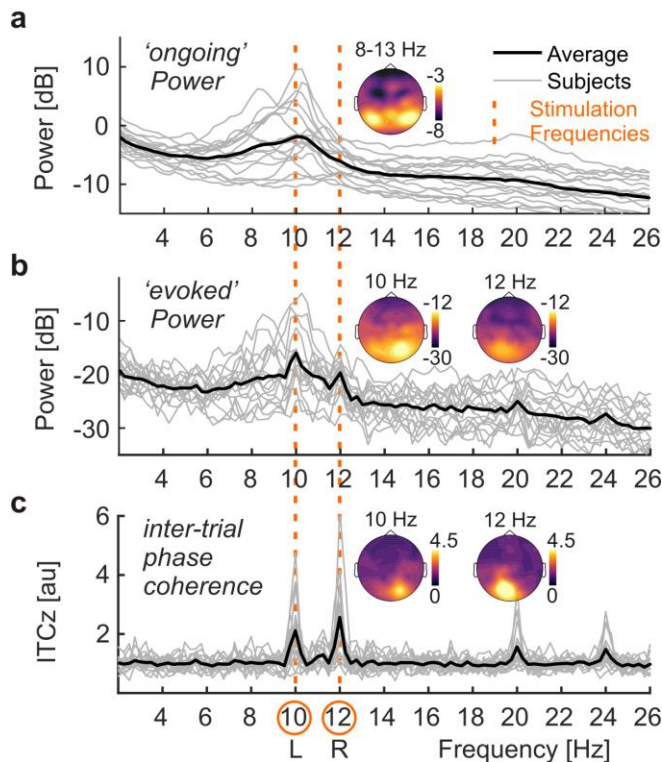 a
'ongoing'
Power
8-13 Hz
-3
-8
Average
Subjects
Stimulation
Frequencies
Power [dB]
10
0
-10
4 6 8 10 12 14 16 18 20 22 24 26
b
'evoked'
Power
10 Hz
-12
-30
12 Hz
-12
-30
Power [dB]
-10
-20
-30
4 6 8 10 12 14 16 18 20 22 24 26
c
inter-trial
phase
coherence
10 Hz
4.5
0
12 Hz
4.5
0
ITCz [au]
6
4
2
4 6 8 10 12 14 16 18 20 22 24 26
L R Frequency [Hz]